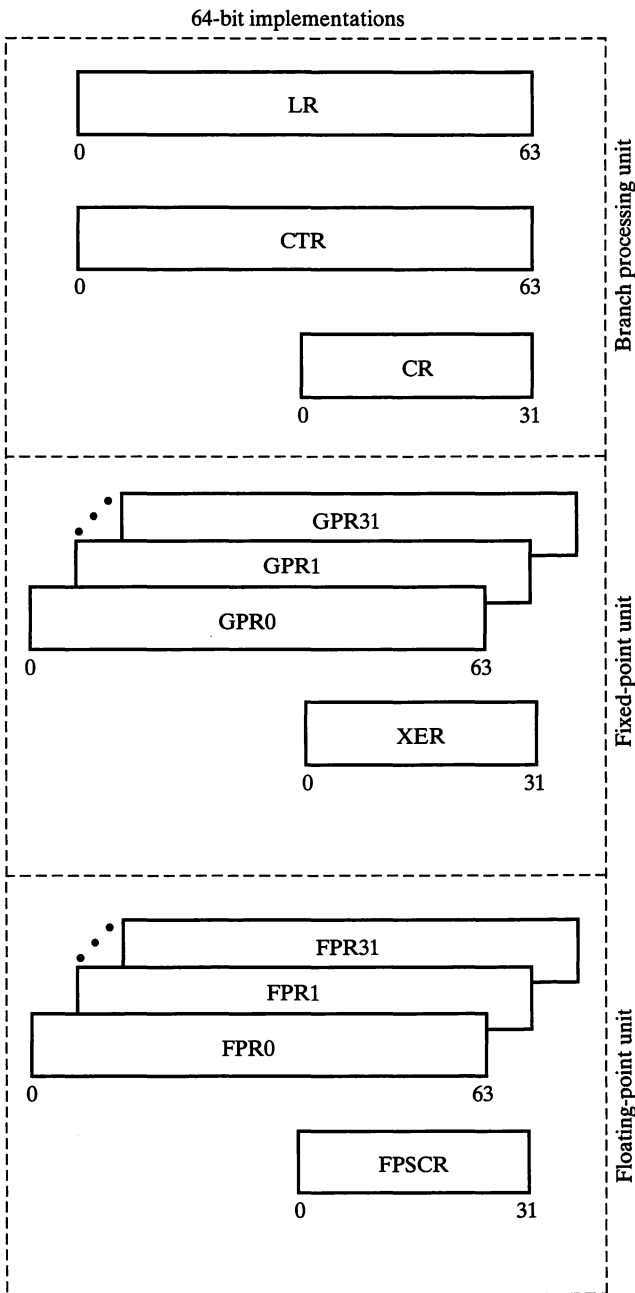 64-bit implementations
LR
0 63
CTR
0 63
CR
0 31
Branch processing unit
GPR31
GPR1
GPR0
0 63
XER
0 31
Fixed-point unit
FPR31
FPR1
FPR0
0 63
FPSCR
0 31
Floating-point unit